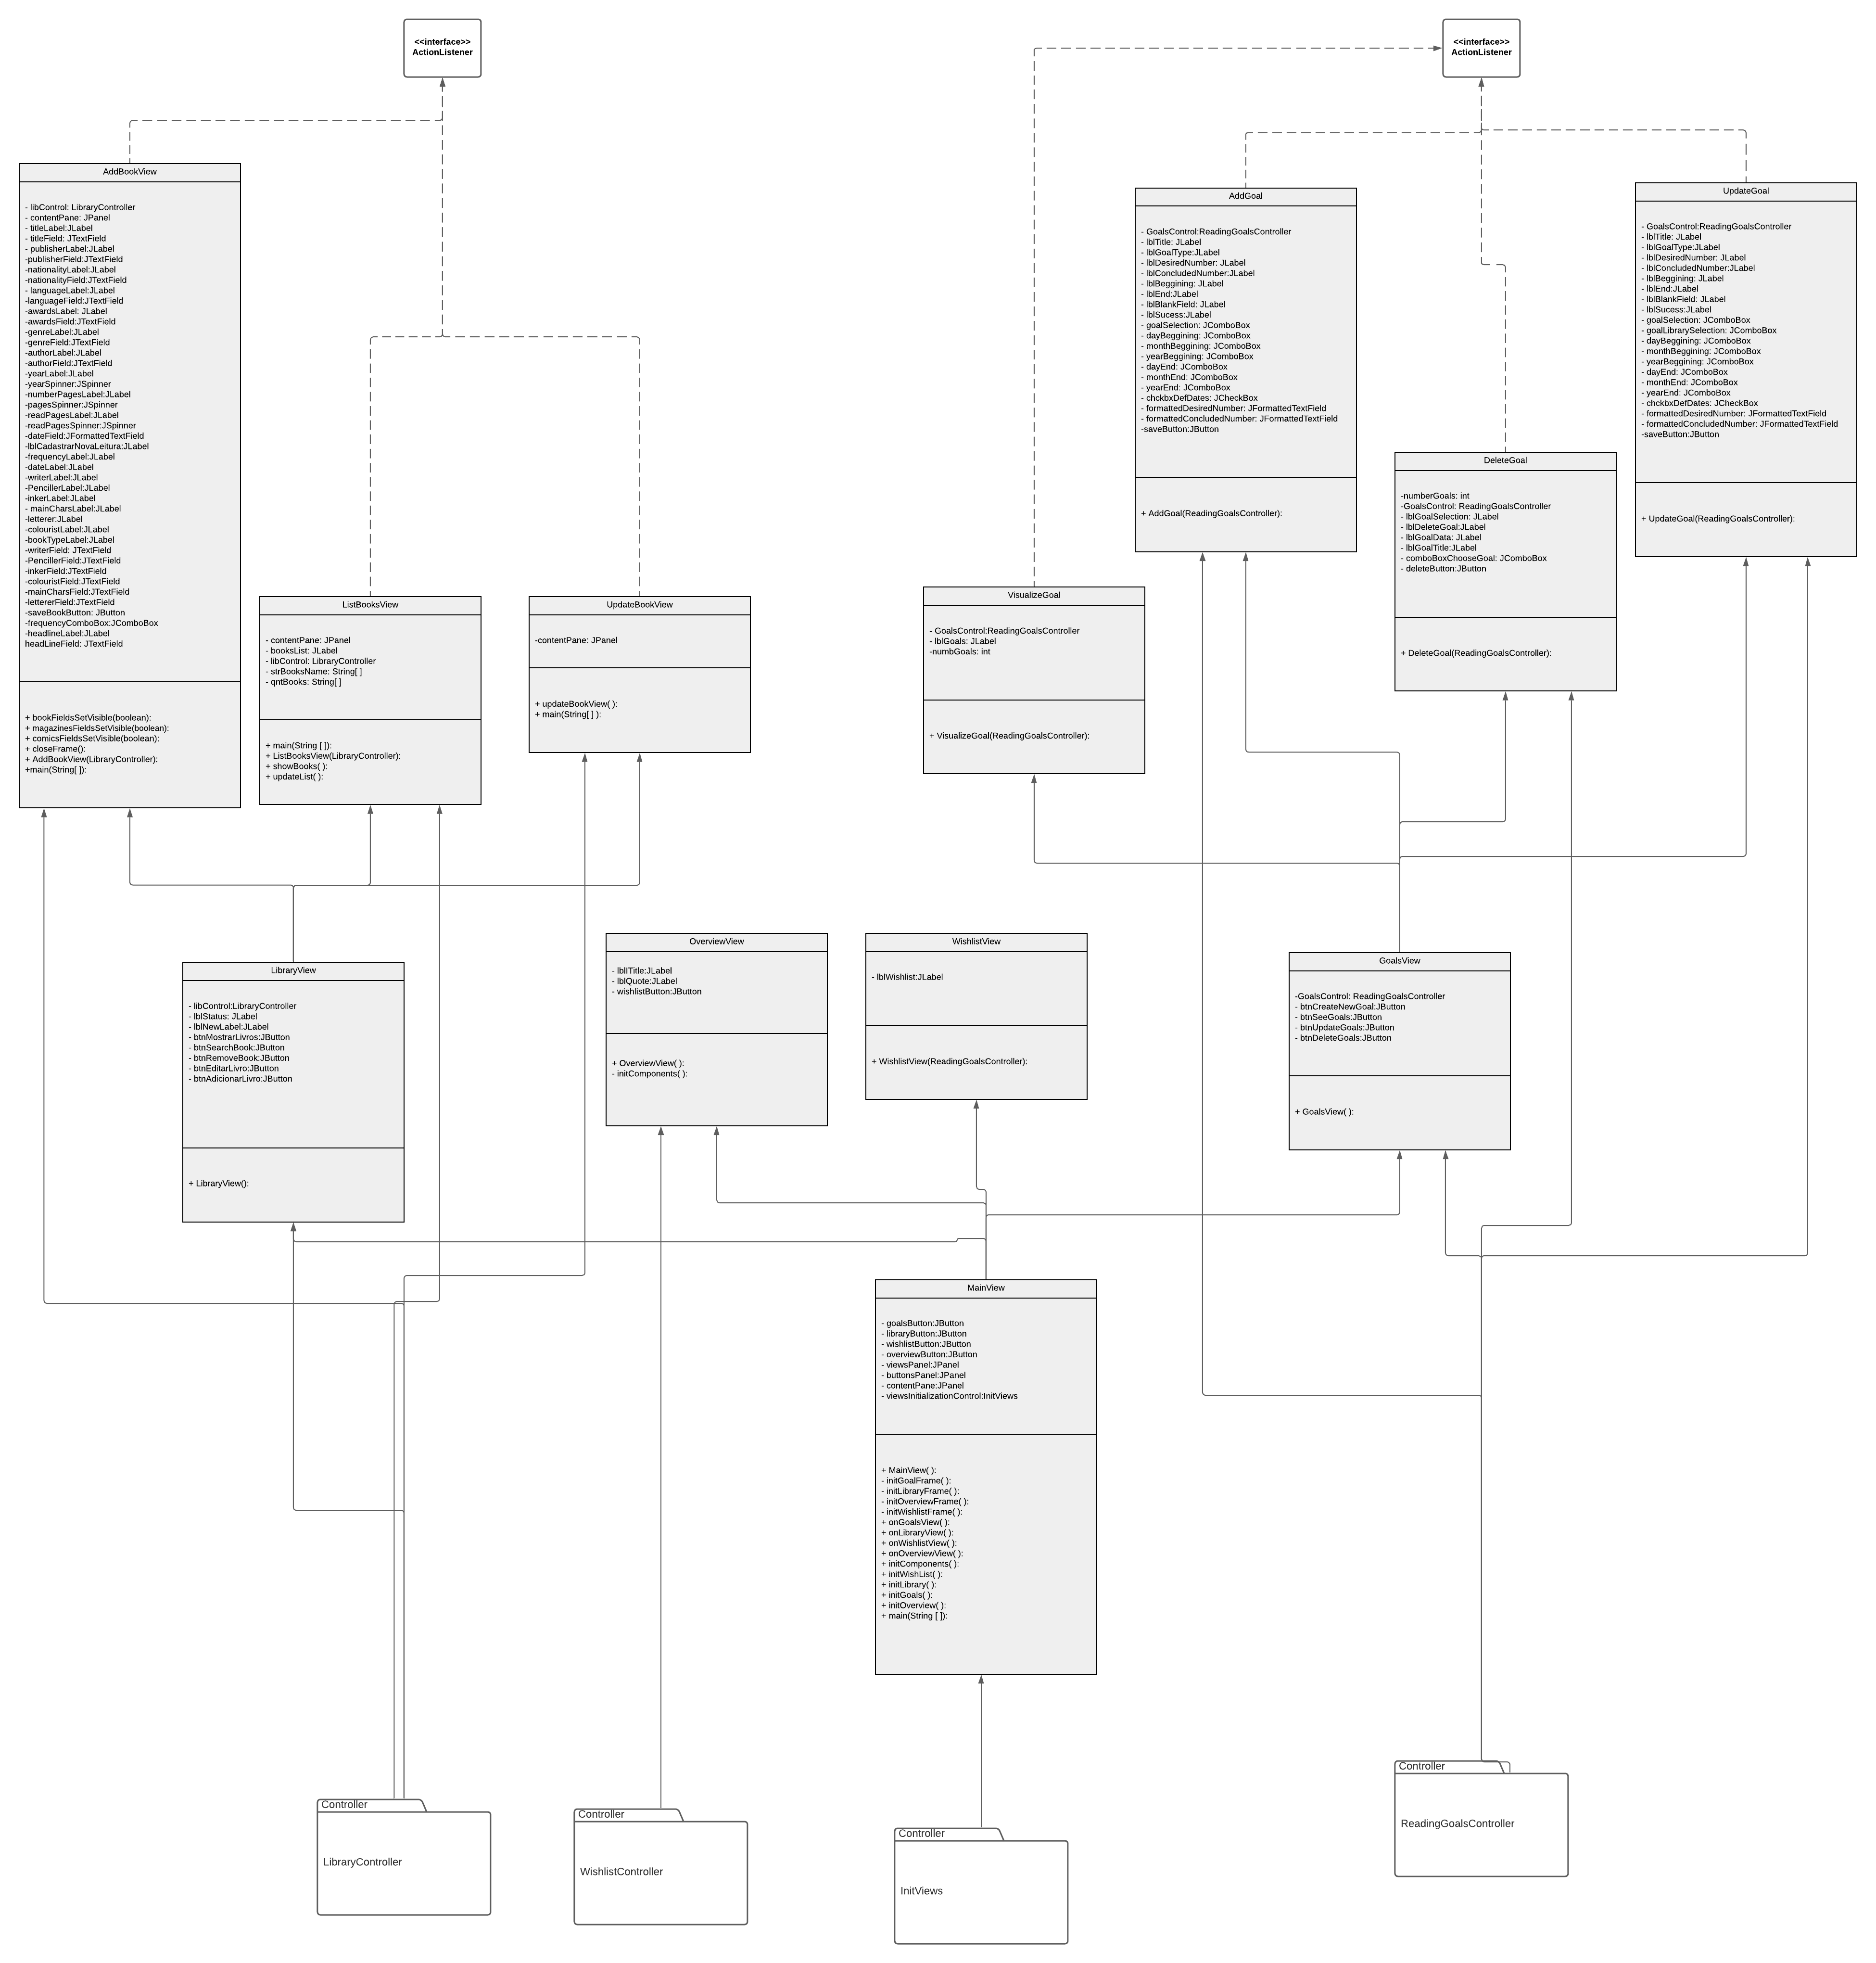 <<interface>>
ActionListener
<<interface>>
ActionListener
AddBookView
- libControl: LibraryController
- contentPane: JPanel
- titleLabel:JLabel
- titleField: JTextField
- publisherLabel:JLabel
-publisherField:JTextField
-nationalityLabel:JLabel
-nationalityField:JTextField
- languageLabel:JLabel
-languageField:JTextField
-awardsLabel: JLabel
-awardsField:JTextField
-genreLabel:JLabel
-genreField:JTextField
-authorLabel:JLabel
-authorField:JTextField
-yearLabel:JLabel
-yearSpinner:JSpinner
-numberPagesLabel:JLabel
-pagesSpinner:JSpinner
-readPagesLabel:JLabel
-readPagesSpinner:JSpinner
-dateField:JFormattedTextField
-lblCadastrarNovaLeitura:JLabel
-frequencyLabel:JLabel
-dateLabel:JLabel
-writerLabel:JLabel
-PencillerLabel:JLabel
-inkerLabel:JLabel
- mainCharsLabel:JLabel
-letterer:JLabel
-colouristLabel:JLabel
-bookTypeLabel:JLabel
-writerField: JTextField
-PencillerField:JTextField
-inkerField:JTextField
-colouristField:JTextField
-mainCharsField:JTextField
-lettererField:JTextField
-saveBookButton: JButton
-frequencyComboBox:JComboBox
-headlineLabel:JLabel
headLineField: JTextField
+ bookFieldsSetVisible(boolean):
+ magazinesFieldsSetVisible(boolean):
+ comicsFieldsSetVisible(boolean):
+ closeFrame():
+ AddBookView(LibraryController):
+main(String[ ]):
ListBooksView
- contentPane: JPanel
- booksList: JLabel
- libControl: LibraryController
- strBooksName: String[ ]
- qntBooks: String[ ]
+ main(String [ ]):
+ ListBooksView(LibraryController):
+ showBooks( ):
+ updateList( ):
UpdateBookView
-contentPane: JPanel
+ updateBookView( ):
+ main(String[ ] ):
VisualizeGoal
- GoalsControl:ReadingGoalsController
- lblGoals: JLabel
-numbGoals: int
+ VisualizeGoal(ReadingGoalsController):
AddGoal
- GoalsControl:ReadingGoalsController
- lblTitle: JLabel
- lblGoalType:JLabel
- lblDesiredNumber: JLabel
- lblConcludedNumber:JLabel
- lblBeggining: JLabel
- lblEnd:JLabel
- lblBlankField: JLabel
- lblSucess:JLabel
- goalSelection: JComboBox
- dayBeggining: JComboBox
- monthBeggining: JComboBox
- yearBeggining: JComboBox
- dayEnd: JComboBox
- monthEnd: JComboBox
- yearEnd: JComboBox
- chckbxDefDates: JCheckBox
- formattedDesiredNumber: JFormattedTextField
- formattedConcludedNumber: JFormattedTextField
-saveButton:JButton
+ AddGoal(ReadingGoalsController):
DeleteGoal
-numberGoals: int
-GoalsControl: ReadingGoalsController
- lblGoalSelection: JLabel
- lblDeleteGoal:JLabel
- lblGoalData: JLabel
- lblGoalTitle:JLabel
- comboBoxChooseGoal: JComboBox
- deleteButton:JButton
+ DeleteGoal(ReadingGoalsController):
UpdateGoal
- GoalsControl:ReadingGoalsController
- lblTitle: JLabel
- lblGoalType:JLabel
- lblDesiredNumber: JLabel
- lblConcludedNumber:JLabel
- lblBeggining: JLabel
- lblEnd:JLabel
- lblBlankField: JLabel
- lblSucess:JLabel
- goalSelection: JComboBox
- goalLibrarySelection: JComboBox
- dayBeggining: JComboBox
- monthBeggining: JComboBox
- yearBeggining: JComboBox
- dayEnd: JComboBox
- monthEnd: JComboBox
- yearEnd: JComboBox
- chckbxDefDates: JCheckBox
- formattedDesiredNumber: JFormattedTextField
- formattedConcludedNumber: JFormattedTextField
-saveButton:JButton
+ UpdateGoal(ReadingGoalsController):
LibraryView
- libControl:LibraryController
- lblStatus: JLabel
- lblNewLabel:JLabel
- btnMostrarLivros:JButton
- btnSearchBook:JButton
- btnRemoveBook:JButton
- btnEditarLivro:JButton
- btnAdicionarLivro:JButton
+ LibraryView():
OverviewView
- lblITitle:JLabel
- lblQuote:JLabel
- wishlistButton:JButton
+ OverviewView( ):
- initComponents( ):
WishlistView
- lblWishlist:JLabel
+ WishlistView(ReadingGoalsController):
GoalsView
-GoalsControl: ReadingGoalsController
- btnCreateNewGoal:JButton
- btnSeeGoals:JButton
- btnUpdateGoals:JButton
- btnDeleteGoals:JButton
+ GoalsView( ):
MainView
- goalsButton:JButton
- libraryButton:JButton
- wishlistButton:JButton
- overviewButton:JButton
- viewsPanel:JPanel
- buttonsPanel:JPanel
- contentPane:JPanel
- viewsInitializationControl:InitViews
+ MainView( ):
- initGoalFrame( ):
- initLibraryFrame( ):
- initOverviewFrame( ):
- initWishlistFrame( ):
+ onGoalsView( ):
+ onLibraryView( ):
+ onWishlistView( ):
+ onOverviewView( ):
+ initComponents( ):
+ initWishList( ):
+ initLibrary( ):
+ initGoals( ):
+ initOverview( ):
+ main(String [ ]):
Controller
LibraryController
Controller
WishlistController
Controller
InitViews
Controller
ReadingGoalsController